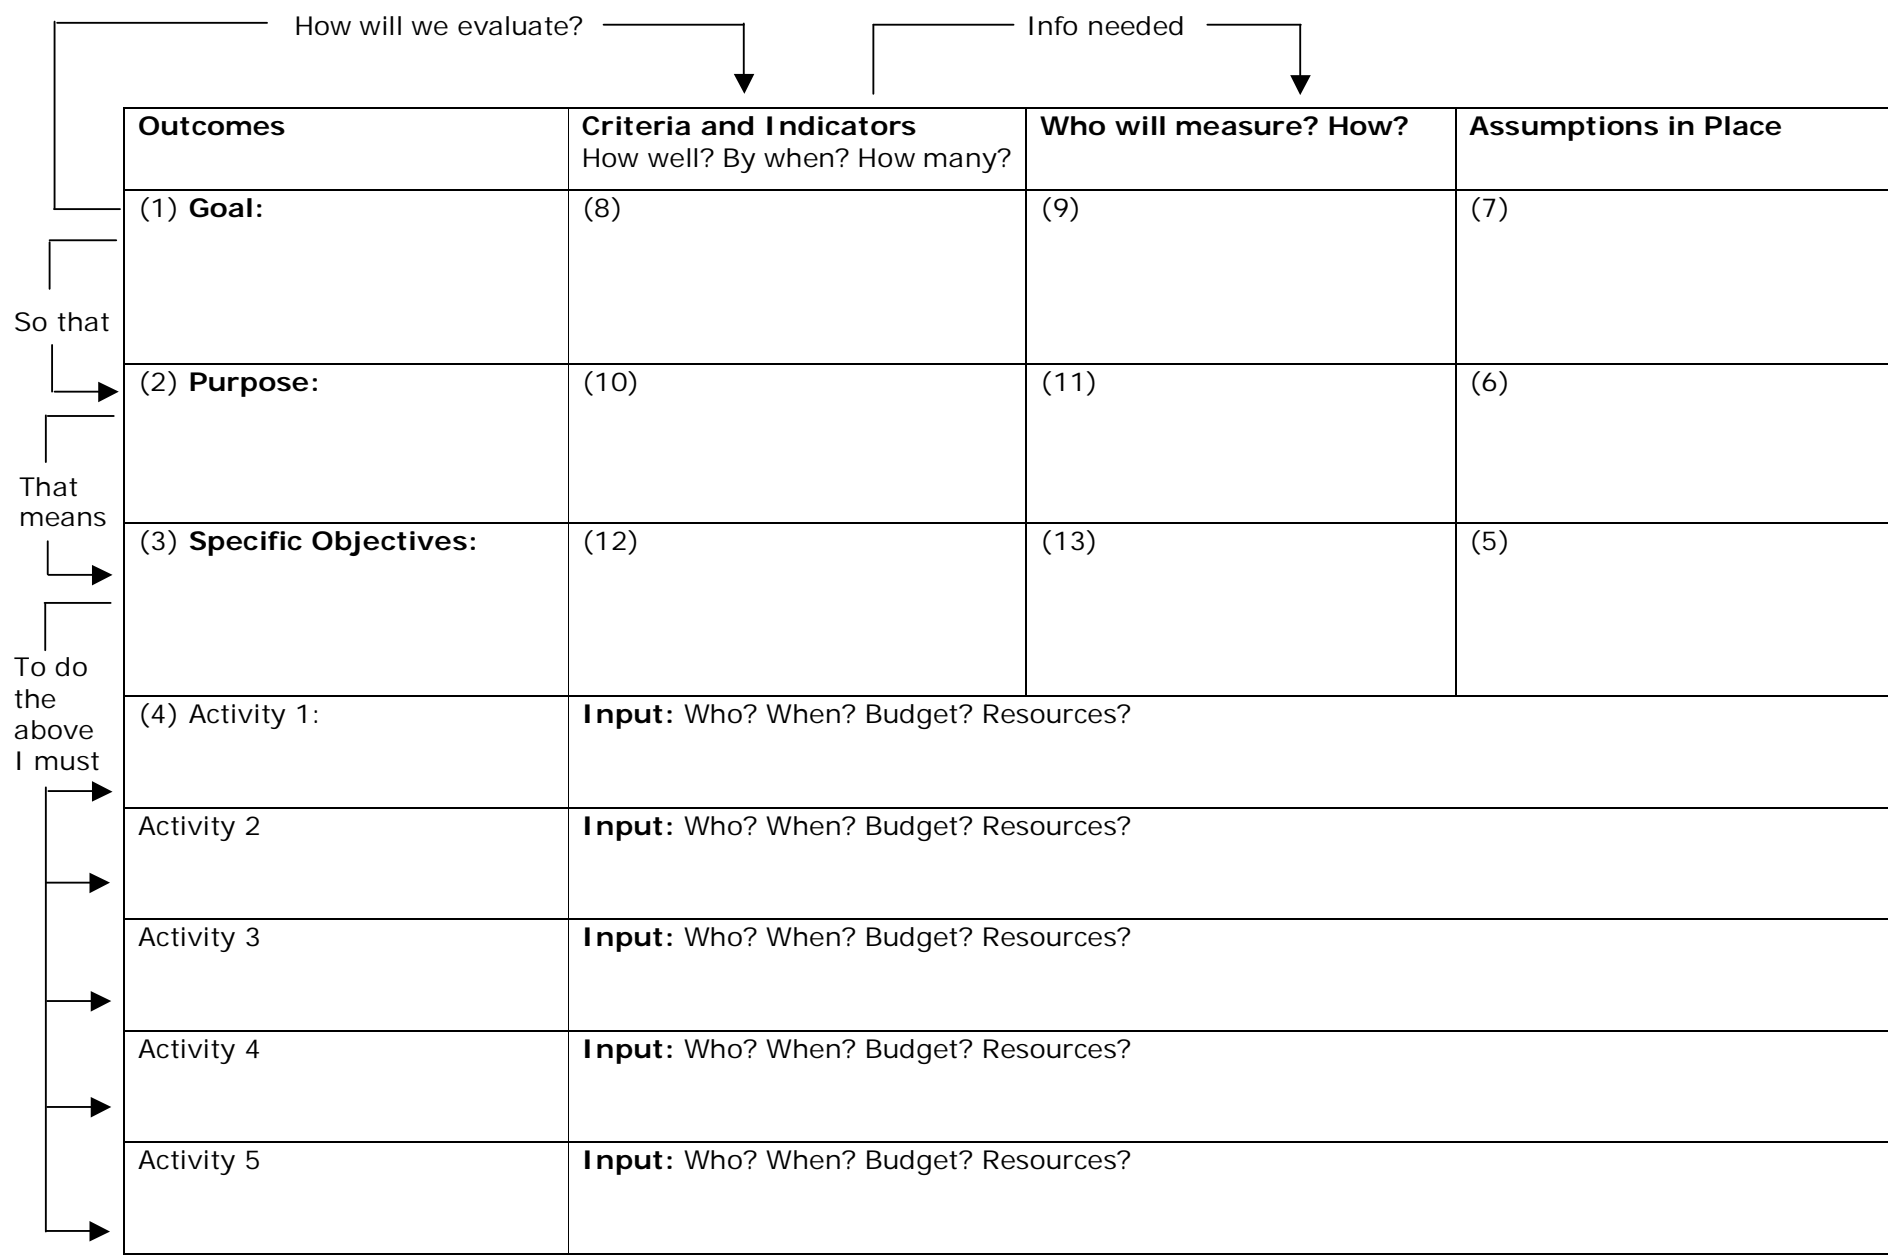 How will we evaluate?
Info needed
Outcomes
Criteria and Indicators
How well? By when? How many?
Who will measure? How?
Assumptions in Place
(1) Goal:
(8)
(9)
(7)
So that
(2) Purpose:
(10)
(11)
(6)
That
means
(3) Specific Objectives:
(12)
(13)
(5)
To do
the
above
I must
(4) Activity 1:
Input: Who? When? Budget? Resources?
Activity 2
Input: Who? When? Budget? Resources?
Activity 3
Input: Who? When? Budget? Resources?
Activity 4
Input: Who? When? Budget? Resources?
Activity 5
Input: Who? When? Budget? Resources?